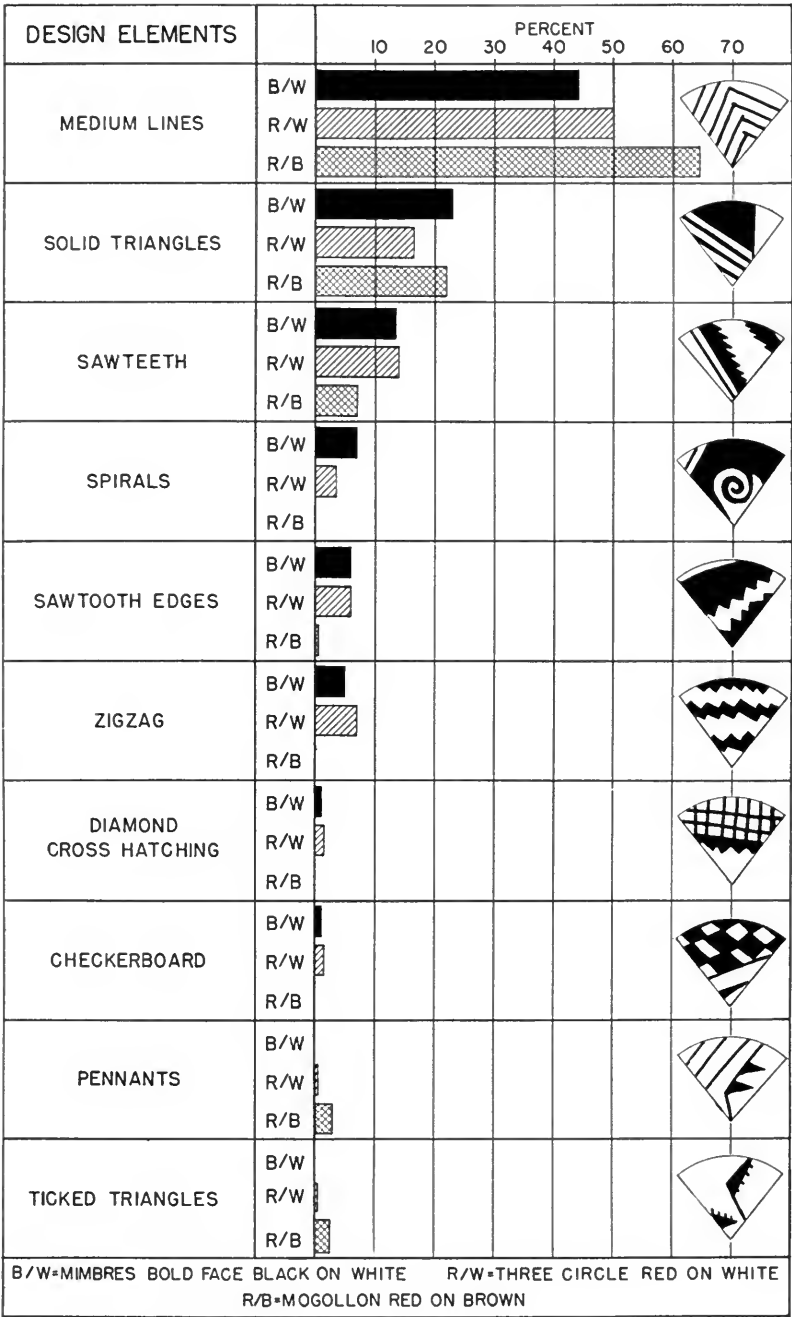 DESIGN ELEMENTS
PERCENT
10 20 30 40 50 60 70
B/W
MEDIUM LINES R/W
R/B
B/W
SOLID TRIANGLES R/W
R/B
B/W
SAWTEETH R/W
R/B
B/W
SPIRALS R/W
R/B
B/W
SAWTOOTH EDGES R/W
R/B
B/W
ZIGZAG R/W
R/B
B/W
DIAMOND
CROSS HATCHING
R/W
R/B
B/W
CHECKERBOARD R/W
R/B
B/W
PENNANTS R/W
R/B
B/W
TICKED TRIANGLES R/W
R/B
B/W=MIMBRES BOLD FACE BLACK ON WHITE R/W=THREE CIRCLE RED ON WHITE
R/B=MOGOLLON RED ON BROWN